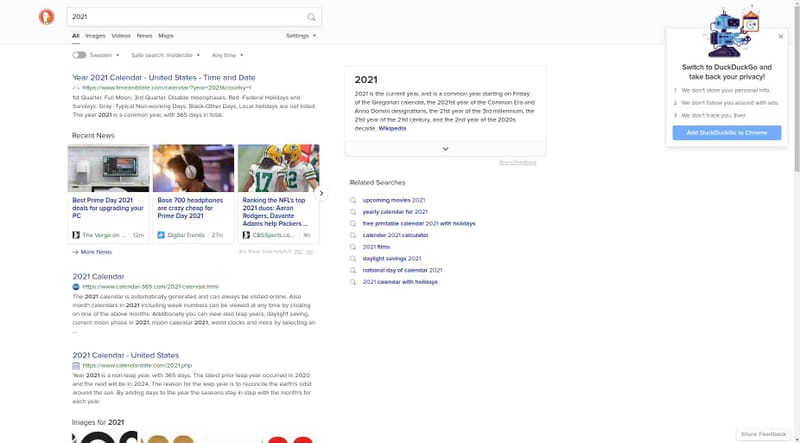 2021
All Images Videos News Maps Settings
Sweden Safe search: moderate Any time
Year 2021 Calendar - United States - Time and Date
https://www.timeanddate.com/calendar/?year=2021&country=1
1st Quarter. Full Moon. 3rd Quarter. Disable moonphases. Red -Federal Holidays and
Sundays. Gray -Typical Non-working Days. Black-Other Days. Local holidays are not listed.
The year 2021 is a common year, with 365 days in total.
Recent News
Best Prime Day 2021
deals for upgrading your
PC
The Verge on ... 12m
Bose 700 headphones
are crazy cheap for
Prime Day 2021
Digital Trends 27m
Ranking the NFL's top
2021 duos: Aaron
Rodgers, Davante
Adams help Packers ...
CBSSports.co... 4h
More News
Are these links helpful? Yes No
2021 Calendar
https://www.calendar-365.com/2021-calendar.html
The 2021 calendar is automatically generated and can always be visited online. Also
month calendars in 2021 including week numbers can be viewed at any time by clicking
on one of the above months. Additionally you can view also leap years, daylight saving,
current moon phase in 2021, moon calendar 2021, world clocks and more by selecting an
...
2021 Calendar - United States
https://www.calendardate.com/2021.php
Year 2021 is a non-leap year, with 365 days. The latest prior leap year occurred in 2020
and the next will be in 2024. The reason for the leap year is to reconcile the earth's orbit
around the sun. By adding days to the year the seasons stay in step with the month's for
each year.
Images for 2021
2021
2021 is the current year, and is a common year starting on Friday
of the Gregorian calendar, the 2021st year of the Common Era and
Anno Domini designations, the 21st year of the 3rd millennium, the
21st year of the 21st century, and the 2nd year of the 2020s
decade. Wikipedia
Share Feedback
Related Searches
upcoming movies 2021
yearly calendar for 2021
free printable calendar 2021 with holidays
calendar 2021 calculator
2021 films
daylight savings 2021
national day of calendar 2021
2021 calendar with holidays
Switch to DuckDuckGo and
take back your privacy!
1 We don't store your personal info.
2 We don't follow you around with ads.
3 We don't track you. Ever.
Add DuckDuckGo to Chrome
Share Feedback